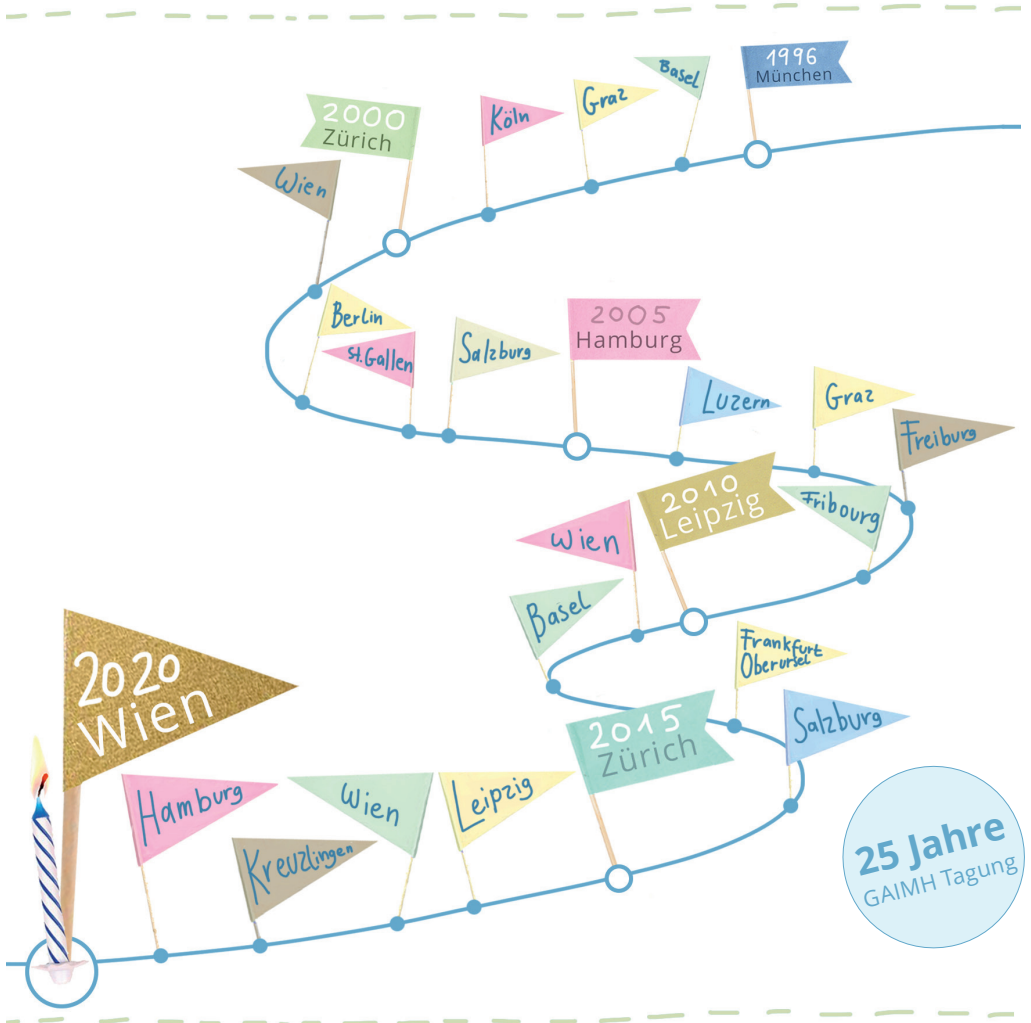 1996
München
Basel
Graz
Köln
2000
Zürich
Wien
Berlin
St. Gallen
Salzburg
2005
Hamburg
Luzern
Graz
Freiburg
Fribourg
2010
Leipzig
Wien
Basel
Frankfurt
Oberursel
Salzburg
2015
Zürich
Leipzig
Wien
Kreuzlingen
Hamburg
2020
Wien
25 Jahre
GAIMH Tagung